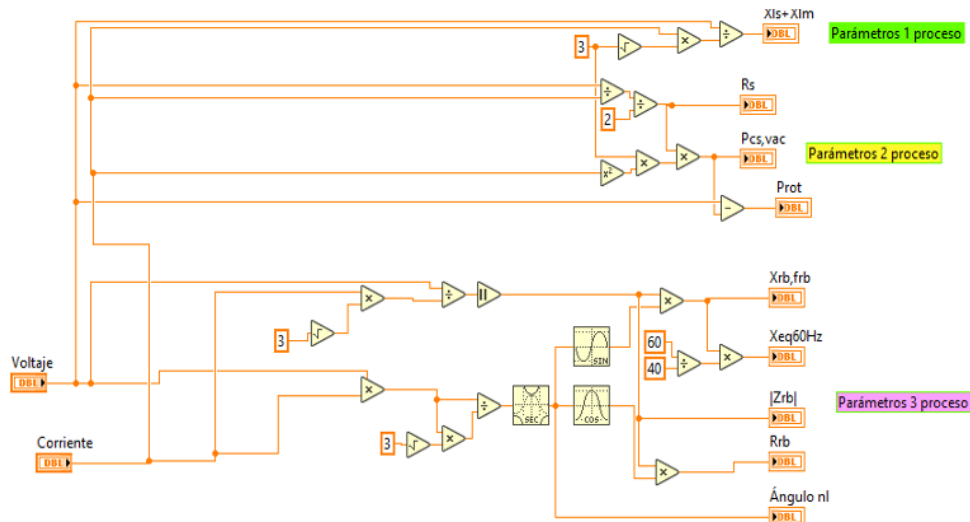 Xls+Xlm
DBL
Parámetros 1 proceso
3
Rs
DBL
2
Pcs,vac
DBL
Parámetros 2 proceso
x²
Prot
DBL
Xrb,frb
DBL
3
SIN
60
40
Xeq60Hz
DBL
Voltaje
DBL
SEC
COS
|Zrb|
DBL
Parámetros 3 proceso
3
Corriente
DBL
Rrb
DBL
Ángulo nl
DBL